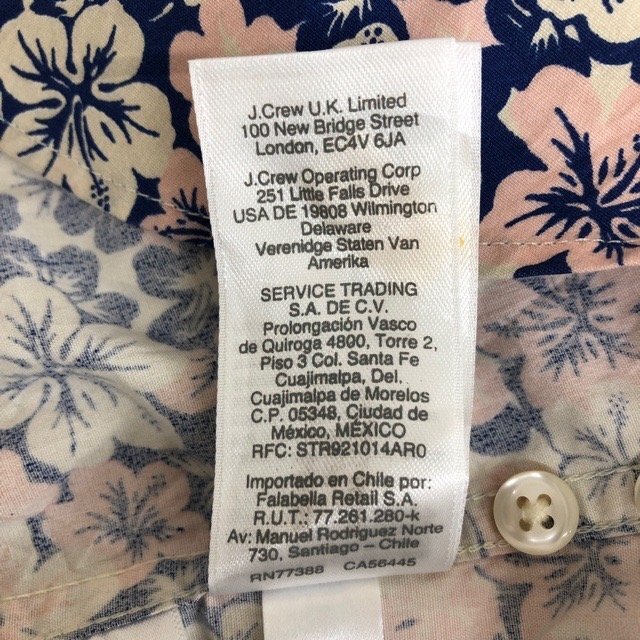 J.Crew U.K. Limited
100 New Bridge Street
London, EC4V 6JA
J.Crew Operating Corp
251 Little Falls Drive
USA DE 19808 Wilmington
Delaware
Verenidge Staten Van
Amerika
SERVICE TRADING
S.A. DE C.V.
Prolongación Vasco
de Quiroga 4800, Torre 2,
Piso 3 Col. Santa Fe
Cuajimalpa, Del.
Cuajimalpa de Morelos
C.P. 05348, Ciudad de
México, MÉXICO
RFC: STR921014AR0
Importado en Chile por:
Falabella Retail S.A.
R.U.T.: 77.261.280-k
Av: Manuel Rodriguez Norte
730, Santiago – Chile
RN77388 CA56445